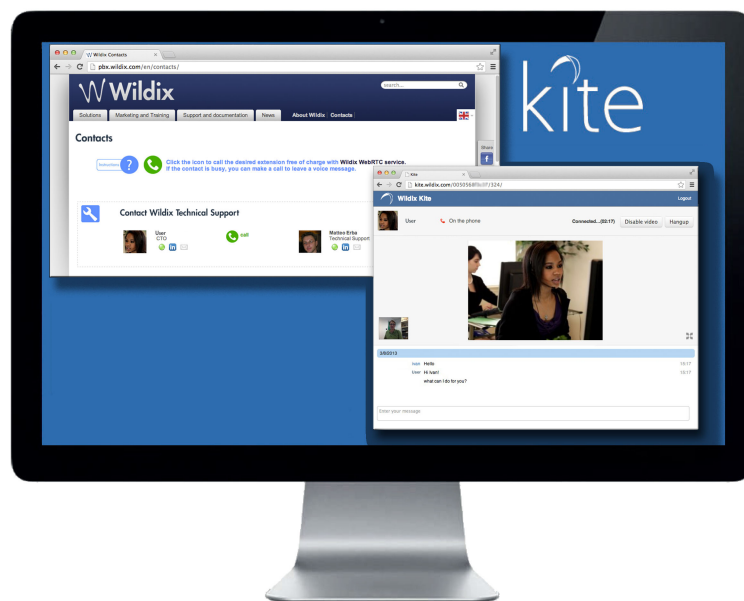 Wildix Contacts
pbx.wildix.com/en/contacts/
Wildix
search...
Solutions
Marketing and Training
Support and documentation
News
About Wildix
Contacts
Contacts
Share
Instructions
?
Click the icon to call the desired extension free of charge with Wildix WebRTC service.
If the contact is busy, you can make a call to leave a voice message.
Contact Wildix Technical Support
User
CTO
call
Matteo Erba
Technical Support
kite
Kite
Wildix Kite
Logout
User
On the phone
Connected...(02.17)
Disable video
Hangup
3/8/2013
Hello
10:17
User
Hi Ivan!
10:17
what can I do for you?
Enter your message